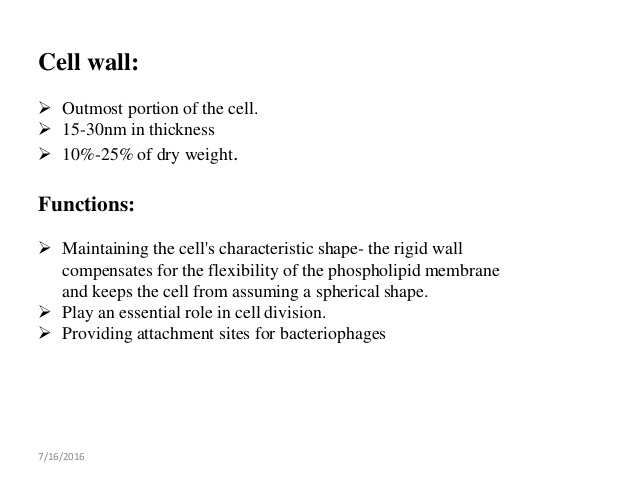 Cell wall:
➢ Outmost portion of the cell.
➢ 15-30nm in thickness
➢ 10%-25% of dry weight.
Functions:
➢ Maintaining the cell's characteristic shape- the rigid wall
compensates for the flexibility of the phospholipid membrane
and keeps the cell from assuming a spherical shape.
➢ Play an essential role in cell division.
➢ Providing attachment sites for bacteriophages
7/16/2016